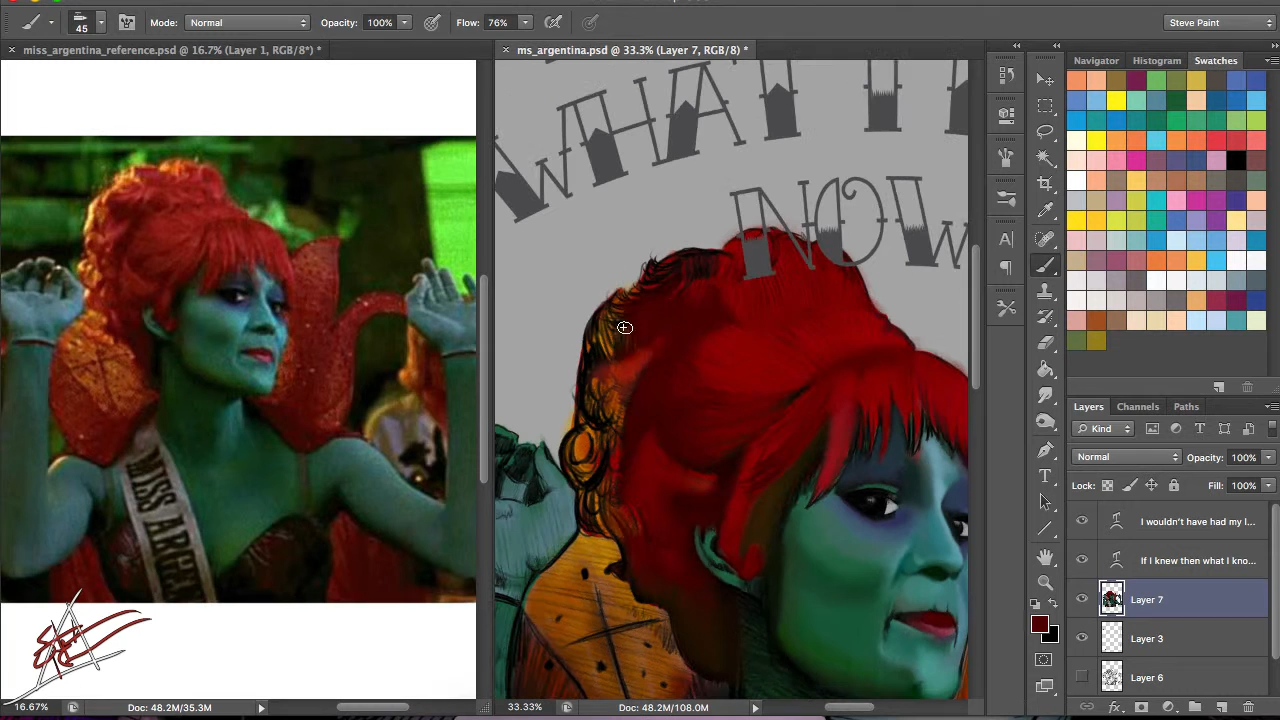 45
Mode: Normal
Opacity: 100%
Flow: 76%
Steve Paint
miss_argentina_reference.psd @ 16.7% (Layer 1, RGB/8*) *
ms_argentina.psd @ 33.3% (Layer 7, RGB/8) *
WHAT I
NOW
MISS ARGEN
Navigator
Histogram
Swatches
Layers
Channels
Paths
Kind
Normal
Opacity: 100%
Lock:
Fill: 100%
I wouldn't have had my l...
If I knew then what I kno...
Layer 7
Layer 3
Layer 6
16.67%
Doc: 48.2M/35.3M
33.33%
Doc: 48.2M/108.0M